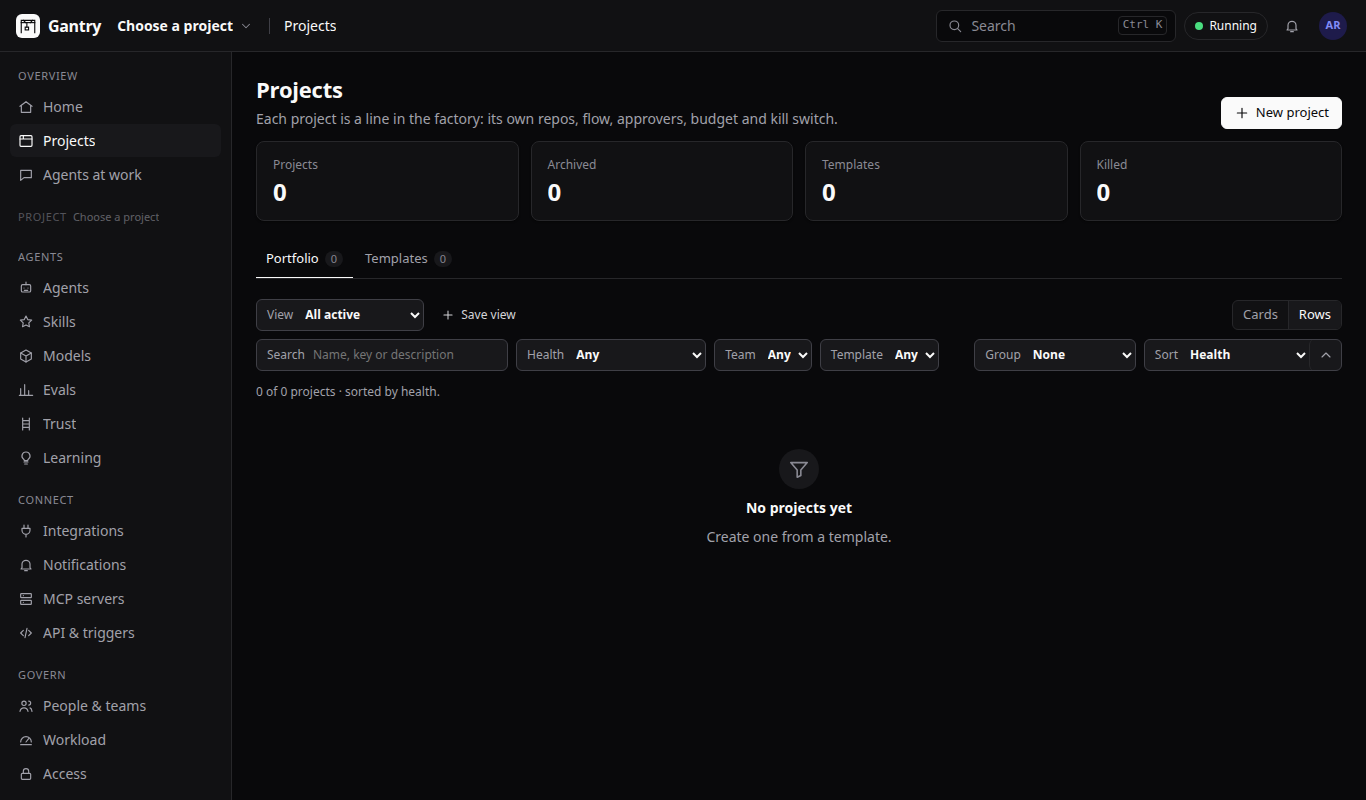 Gantry Choose a project Projects Search Ctrl K Running AR
OVERVIEW
Home
Projects
Agents at work
PROJECT Choose a project
AGENTS
Agents
Skills
Models
Evals
Trust
Learning
CONNECT
Integrations
Notifications
MCP servers
API & triggers
GOVERN
People & teams
Workload
Access
Projects
Each project is a line in the factory: its own repos, flow, approvers, budget and kill switch.
New project
Projects Archived Templates Killed
0 0 0 0
Portfolio 0 Templates 0
View All active Save view Cards Rows
Search Name, key or description Health Any Team Any Template Any Group None Sort Health
0 of 0 projects · sorted by health.
No projects yet
Create one from a template.